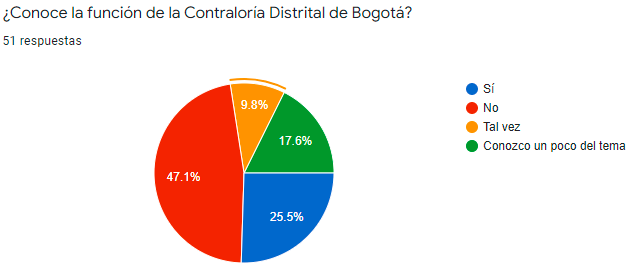 ¿Conoce la función de la Contraloría Distrital de Bogotá?
51 respuestas
9.8%
17.6%
47.1%
25.5%
Sí
No
Tal vez
Conozco un poco del tema